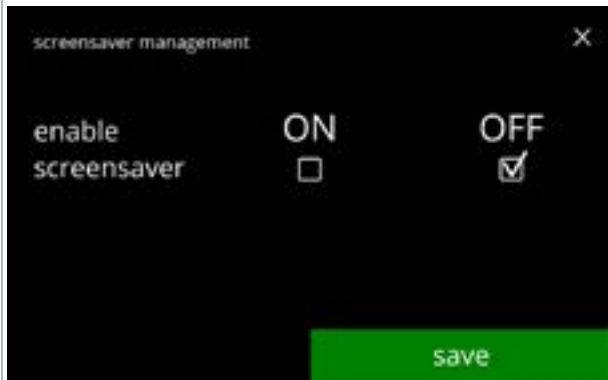 screensaver management
enable ON OFF
screensaver
save